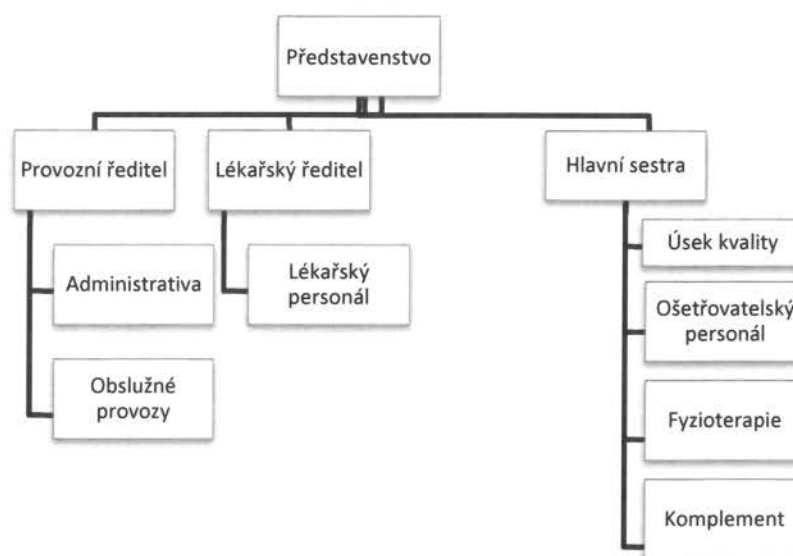 Představenstvo
Provozní ředitel
Lékařský ředitel
Hlavní sestra
Administrativa
Obslužné
provozy
Lékařský
personál
Úsek kvality
Ošetřovatelský
personál
Fyzioterapie
Komplement